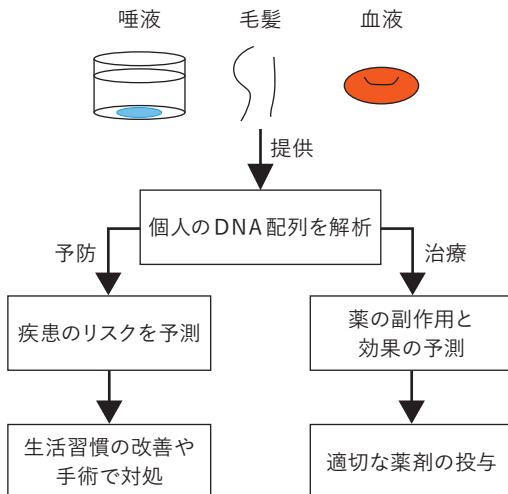 唾液
毛髪
血液
提供
個人のDNA配列を解析
予防
治療
疾患のリスクを予測
薬の副作用と
効果の予測
生活習慣の改善や
手術で対処
適切な薬剤の投与